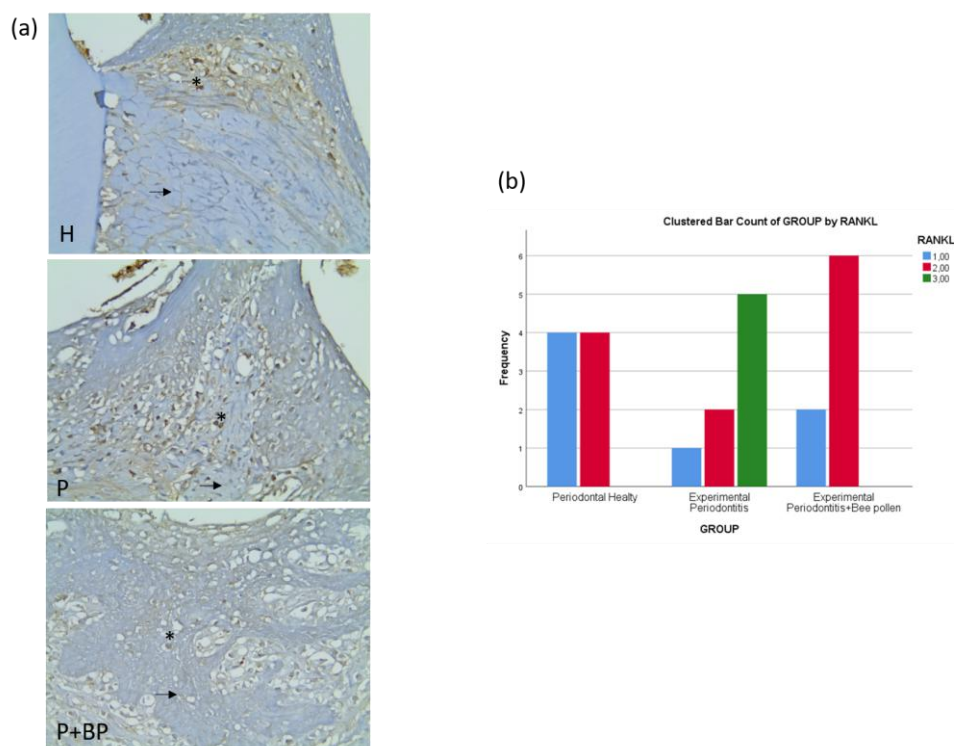 (a)
*
H
*
P
*
P+BP
(b)
Clustered Bar Count of GROUP by RANKL
RANKL
1,00
2,00
3,00
Frequency
6
5
4
3
2
1
0
Periodontal Healty
Experimental
Periodontitis
Experimental
Periodontitis+Bee pollen
GROUP